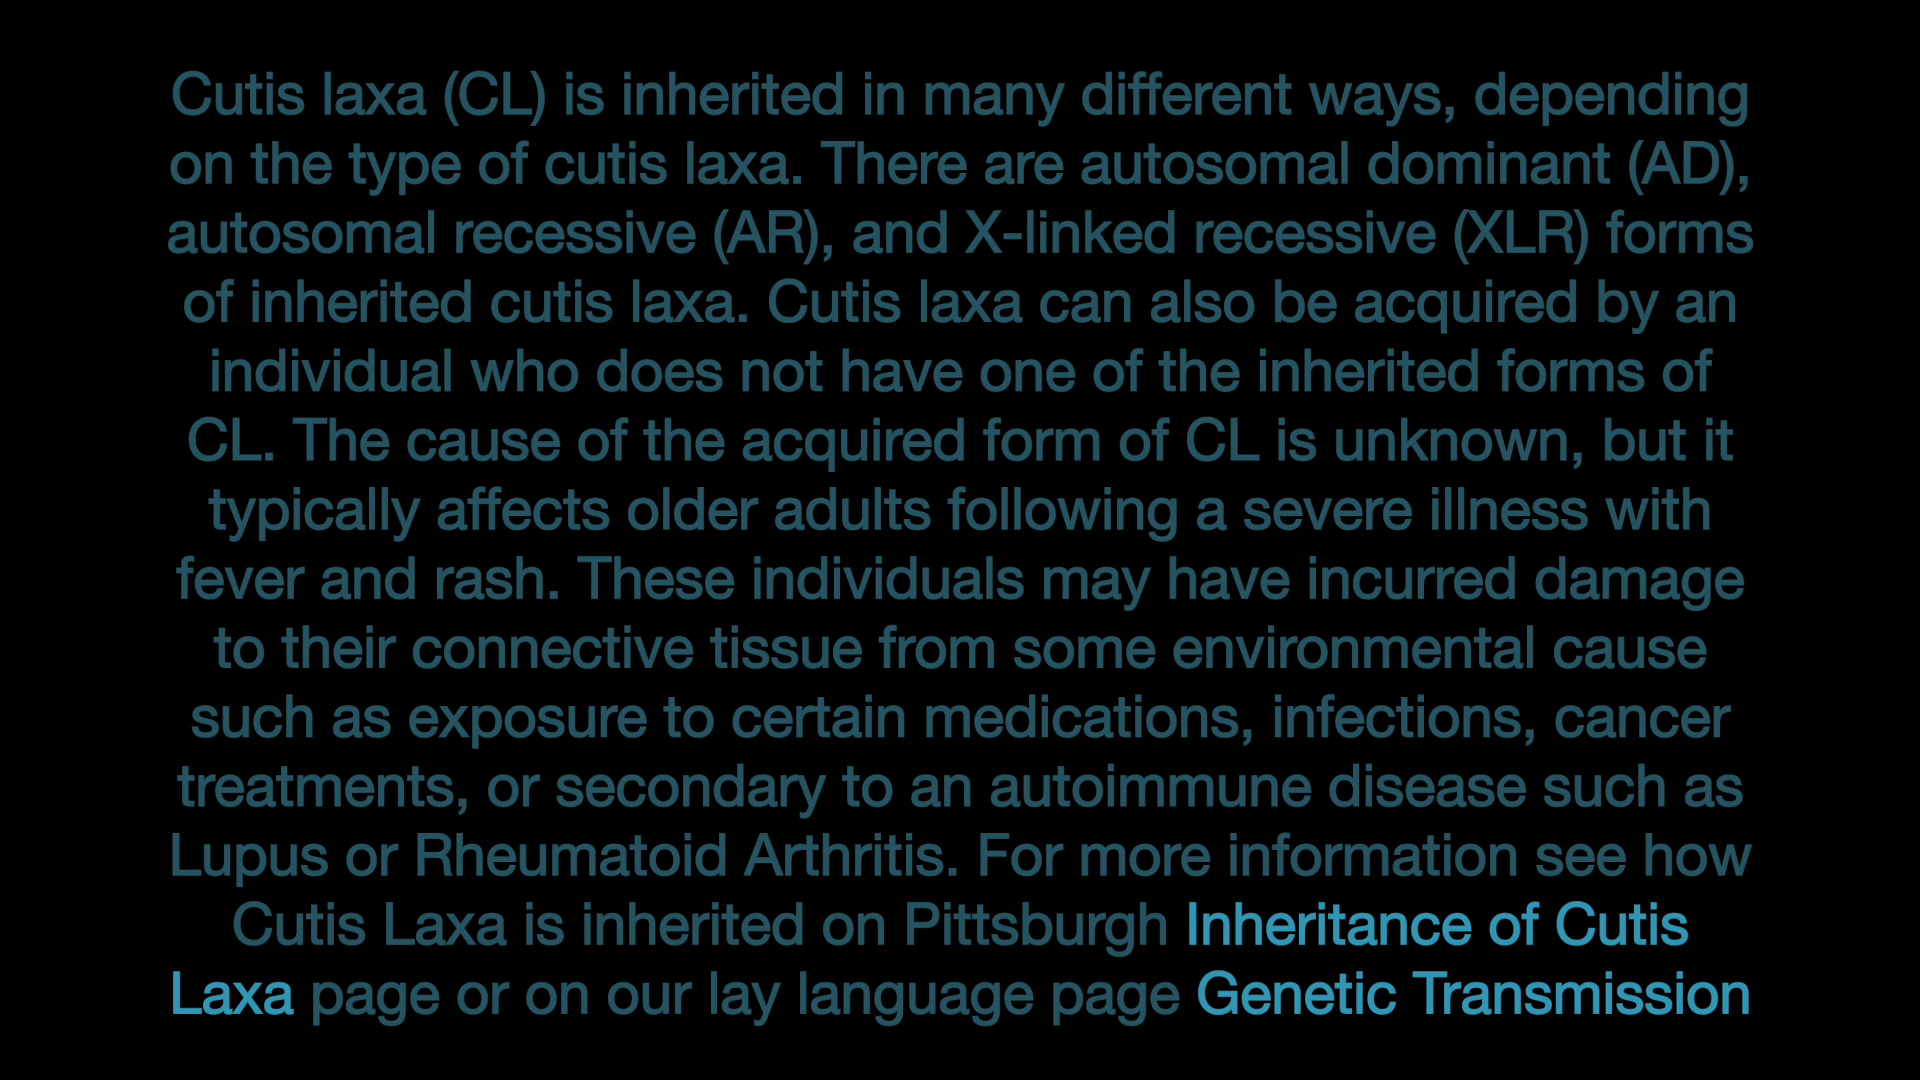 Cutis laxa (CL) is inherited in many different ways, depending
on the type of cutis laxa. There are autosomal dominant (AD),
autosomal recessive (AR), and X-linked recessive (XLR) forms
of inherited cutis laxa. Cutis laxa can also be acquired by an
individual who does not have one of the inherited forms of
CL. The cause of the acquired form of CL is unknown, but it
typically affects older adults following a severe illness with
fever and rash. These individuals may have incurred damage
to their connective tissue from some environmental cause
such as exposure to certain medications, infections, cancer
treatments, or secondary to an autoimmune disease such as
Lupus or Rheumatoid Arthritis. For more information see how
Cutis Laxa is inherited on Pittsburgh Inheritance of Cutis
Laxa page or on our lay language page Genetic Transmission